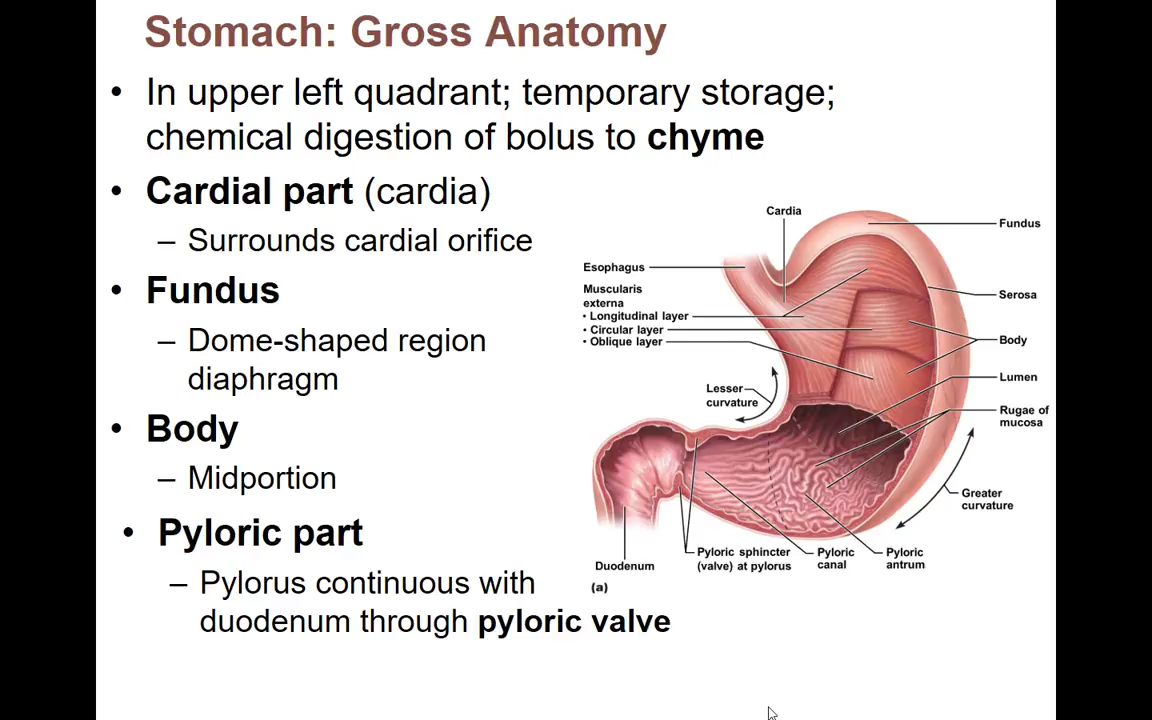 Stomach: Gross Anatomy
• In upper left quadrant; temporary storage;
chemical digestion of bolus to chyme
• Cardial part (cardia)
– Surrounds cardial orifice
• Fundus
– Dome-shaped region
diaphragm
• Body
– Midportion
• Pyloric part
– Pylorus continuous with
duodenum through pyloric valve
Cardia
Fundus
Esophagus
Muscularis
externa
• Longitudinal layer
• Circular layer
• Oblique layer
Serosa
Body
Lumen
Lesser
curvature
Rugae of
mucosa
Greater
curvature
Duodenum
Pyloric sphincter
(valve) at pylorus
Pyloric
canal
Pyloric
antrum
(a)